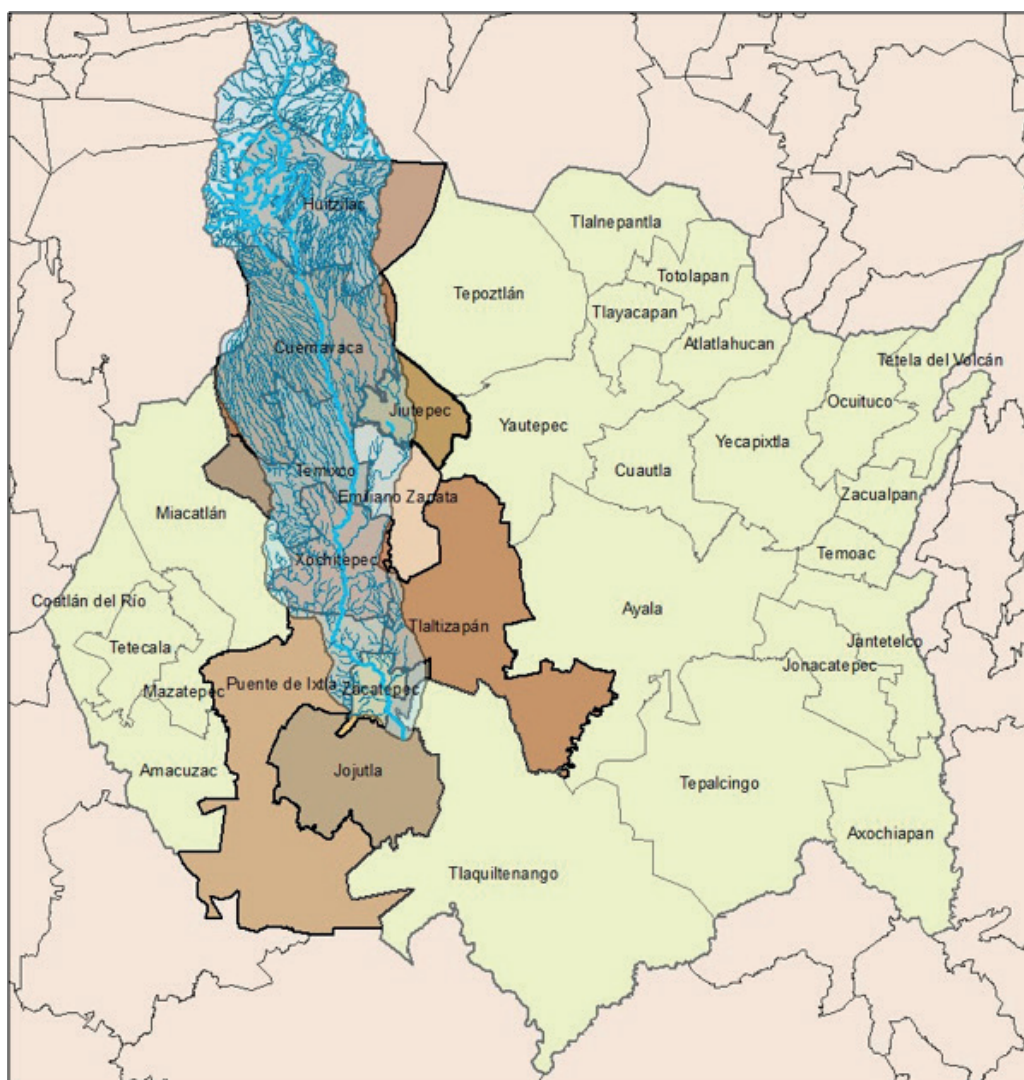 Huitzilac
Tlalnepantla
Totolapan
Tepoztlán
Tlayacapan
Atlatlahucan
Cuernavaca
Tetela del Volcán
Ocuituco
Jiutepec
Yautepec
Yecapixtla
Cuautla
Temixco
Emiliano Zapata
Zacualpan
Miacatlán
Temoac
Xochitepec
Coatlán del Río
Ayala
Tlaltizapán
Tetecala
Jantetelco
Jonacatepec
Mazatepec
Puente de Ixtla
Zacatepec
Amacuzac
Jojutla
Tepalcingo
Axochiapan
Tlaquiltenango